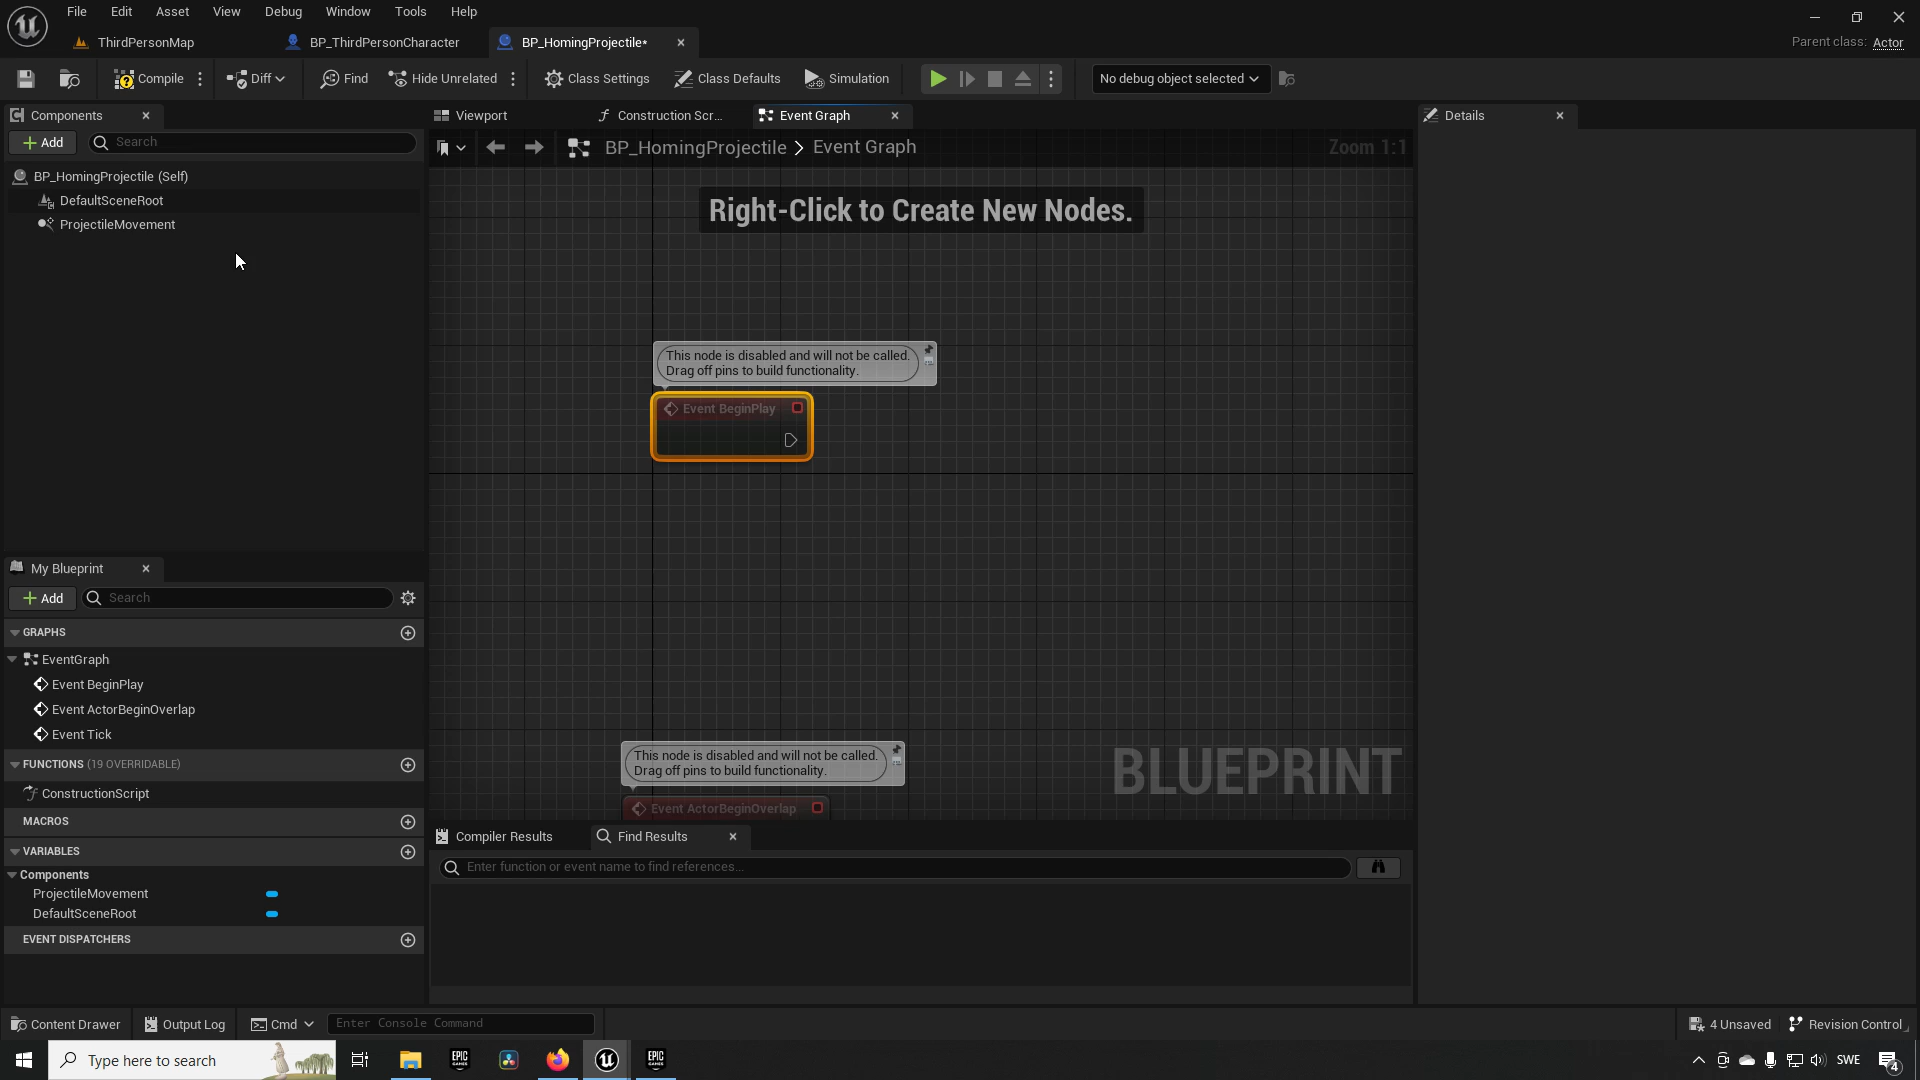 File Edit Asset View Debug Window Tools Help
ThirdPersonMap
BP_ThirdPersonCharacter
BP_HomingProjectile*
Parent class: Actor
Compile
Diff
Find
Hide Unrelated
Class Settings
Class Defaults
Simulation
No debug object selected
Components
Add
Search
BP_HomingProjectile (Self)
DefaultSceneRoot
ProjectileMovement
Viewport
Construction Scr...
Event Graph
BP_HomingProjectile > Event Graph
Zoom 1:1
Right-Click to Create New Nodes.
This node is disabled and will not be called.
Drag off pins to build functionality.
Event BeginPlay
This node is disabled and will not be called.
Drag off pins to build functionality.
Event ActorBeginOverlap
BLUEPRINT
Details
My Blueprint
Add
Search
GRAPHS
EventGraph
Event BeginPlay
Event ActorBeginOverlap
Event Tick
FUNCTIONS (19 OVERRIDABLE)
ConstructionScript
MACROS
VARIABLES
Components
ProjectileMovement
DefaultSceneRoot
EVENT DISPATCHERS
Compiler Results
Find Results
Enter function or event name to find references...
Content Drawer
Output Log
Cmd
Enter Console Command
4 Unsaved
Revision Control
Type here to search
EPIC
GAMES
EPIC
GAMES
SWE
4